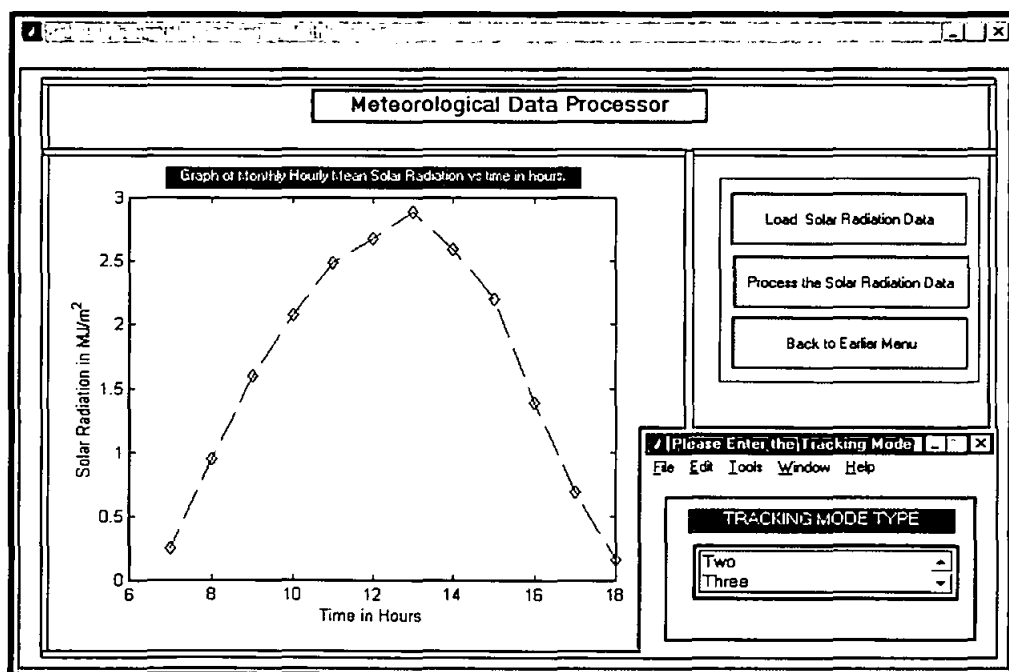 Meteorological Data Processor
Graph of Monthly Hourly Mean Solar Radiation vs time in hours.
3
2.5
2
1.5
1
0.5
0
Solar Radiation in MJ/m²
6
8
10
12
14
16
18
Time in Hours
Load Solar Radiation Data
Process the Solar Radiation Data
Back to Earlier Menu
Please Enter the Tracking Mode
File Edit Tools Window Help
TRACKING MODE TYPE
Two
Three